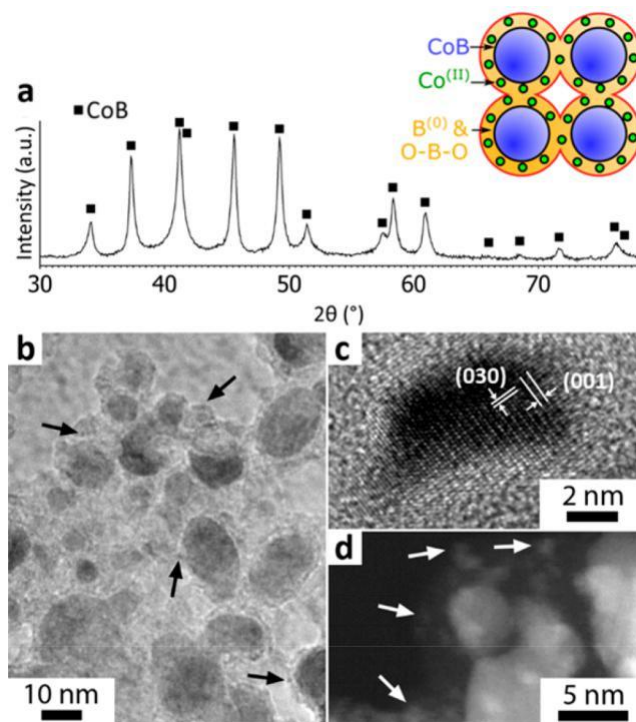 a
■ CoB
CoB
Co(II)
B(0) &
O-B-O
Intensity (a.u.)
30 40 50 60 70
2θ (°)
b
10 nm
c
(030)
(001)
2 nm
d
5 nm